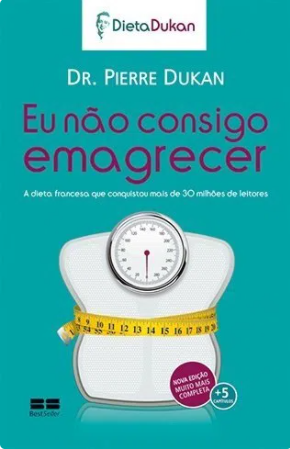 DietaDukan
DR. PIERRE DUKAN
Eu não consigo
emagrecer
A dieta francesa que conquistou mais de 30 milhões de leitores
NOVA EDIÇÃO
MUITO MAIS
COMPLETA
+5
CAPÍTULOS
BestSeller